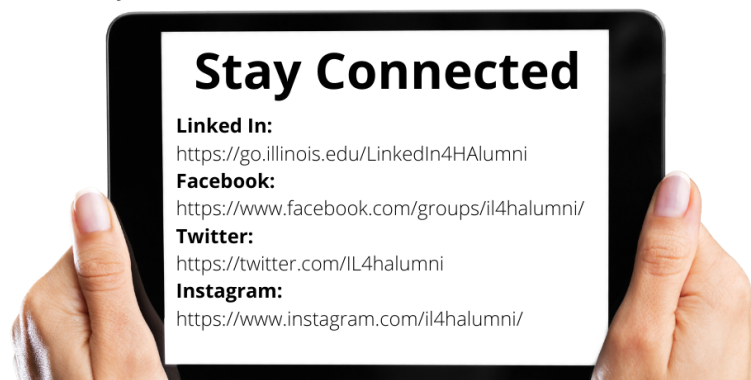 Stay Connected
Linked In:
https://go.illinois.edu/LinkedIn4HAlumni
Facebook:
https://www.facebook.com/groups/il4halumni/
Twitter:
https://twitter.com/IL4halumni
Instagram:
https://www.instagram.com/il4halumni/